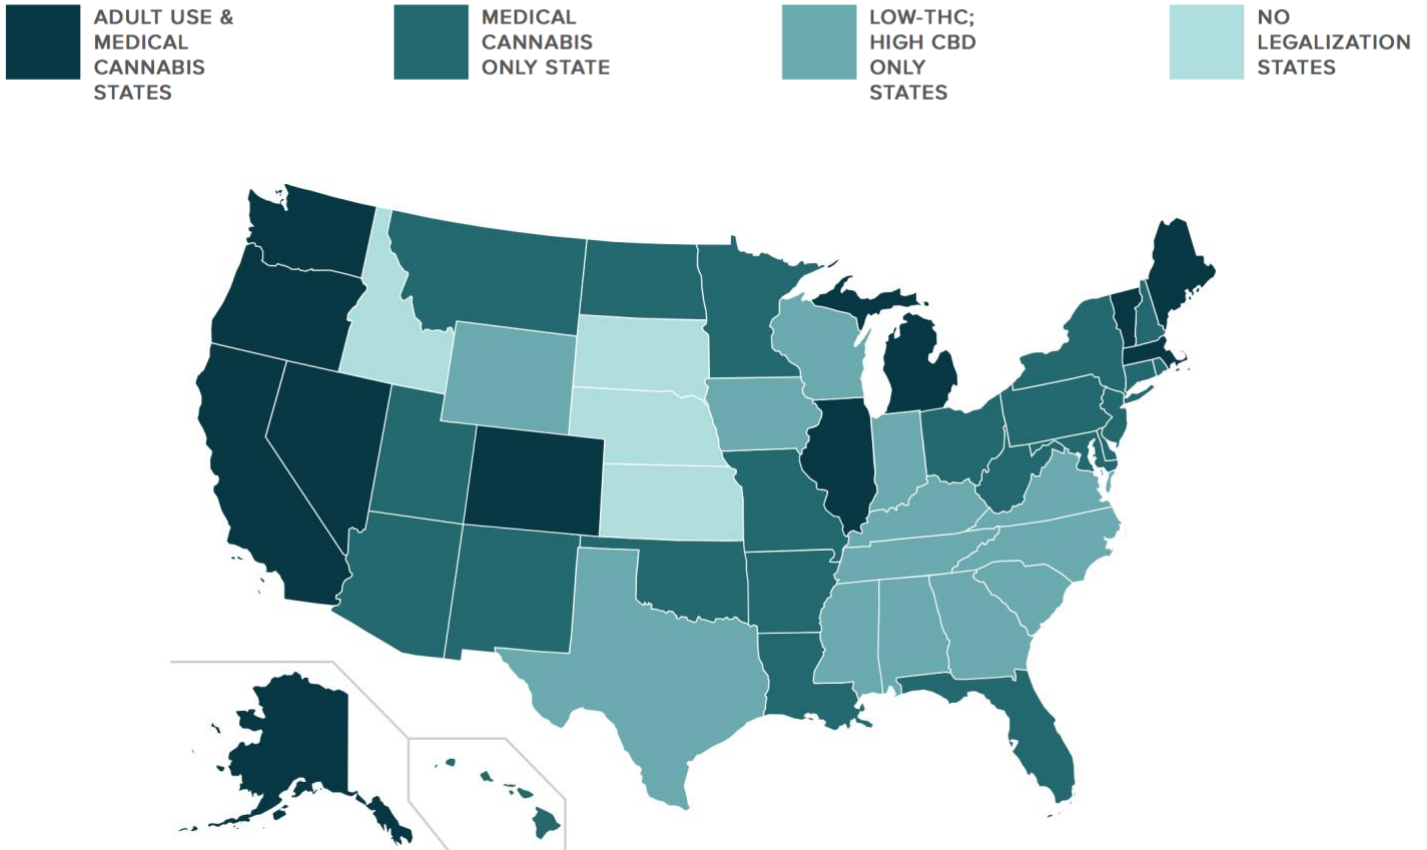 ADULT USE &
MEDICAL
CANNABIS
STATES
MEDICAL
CANNABIS
ONLY STATE
LOW-THC;
HIGH CBD
ONLY
STATES
NO
LEGALIZATION
STATES